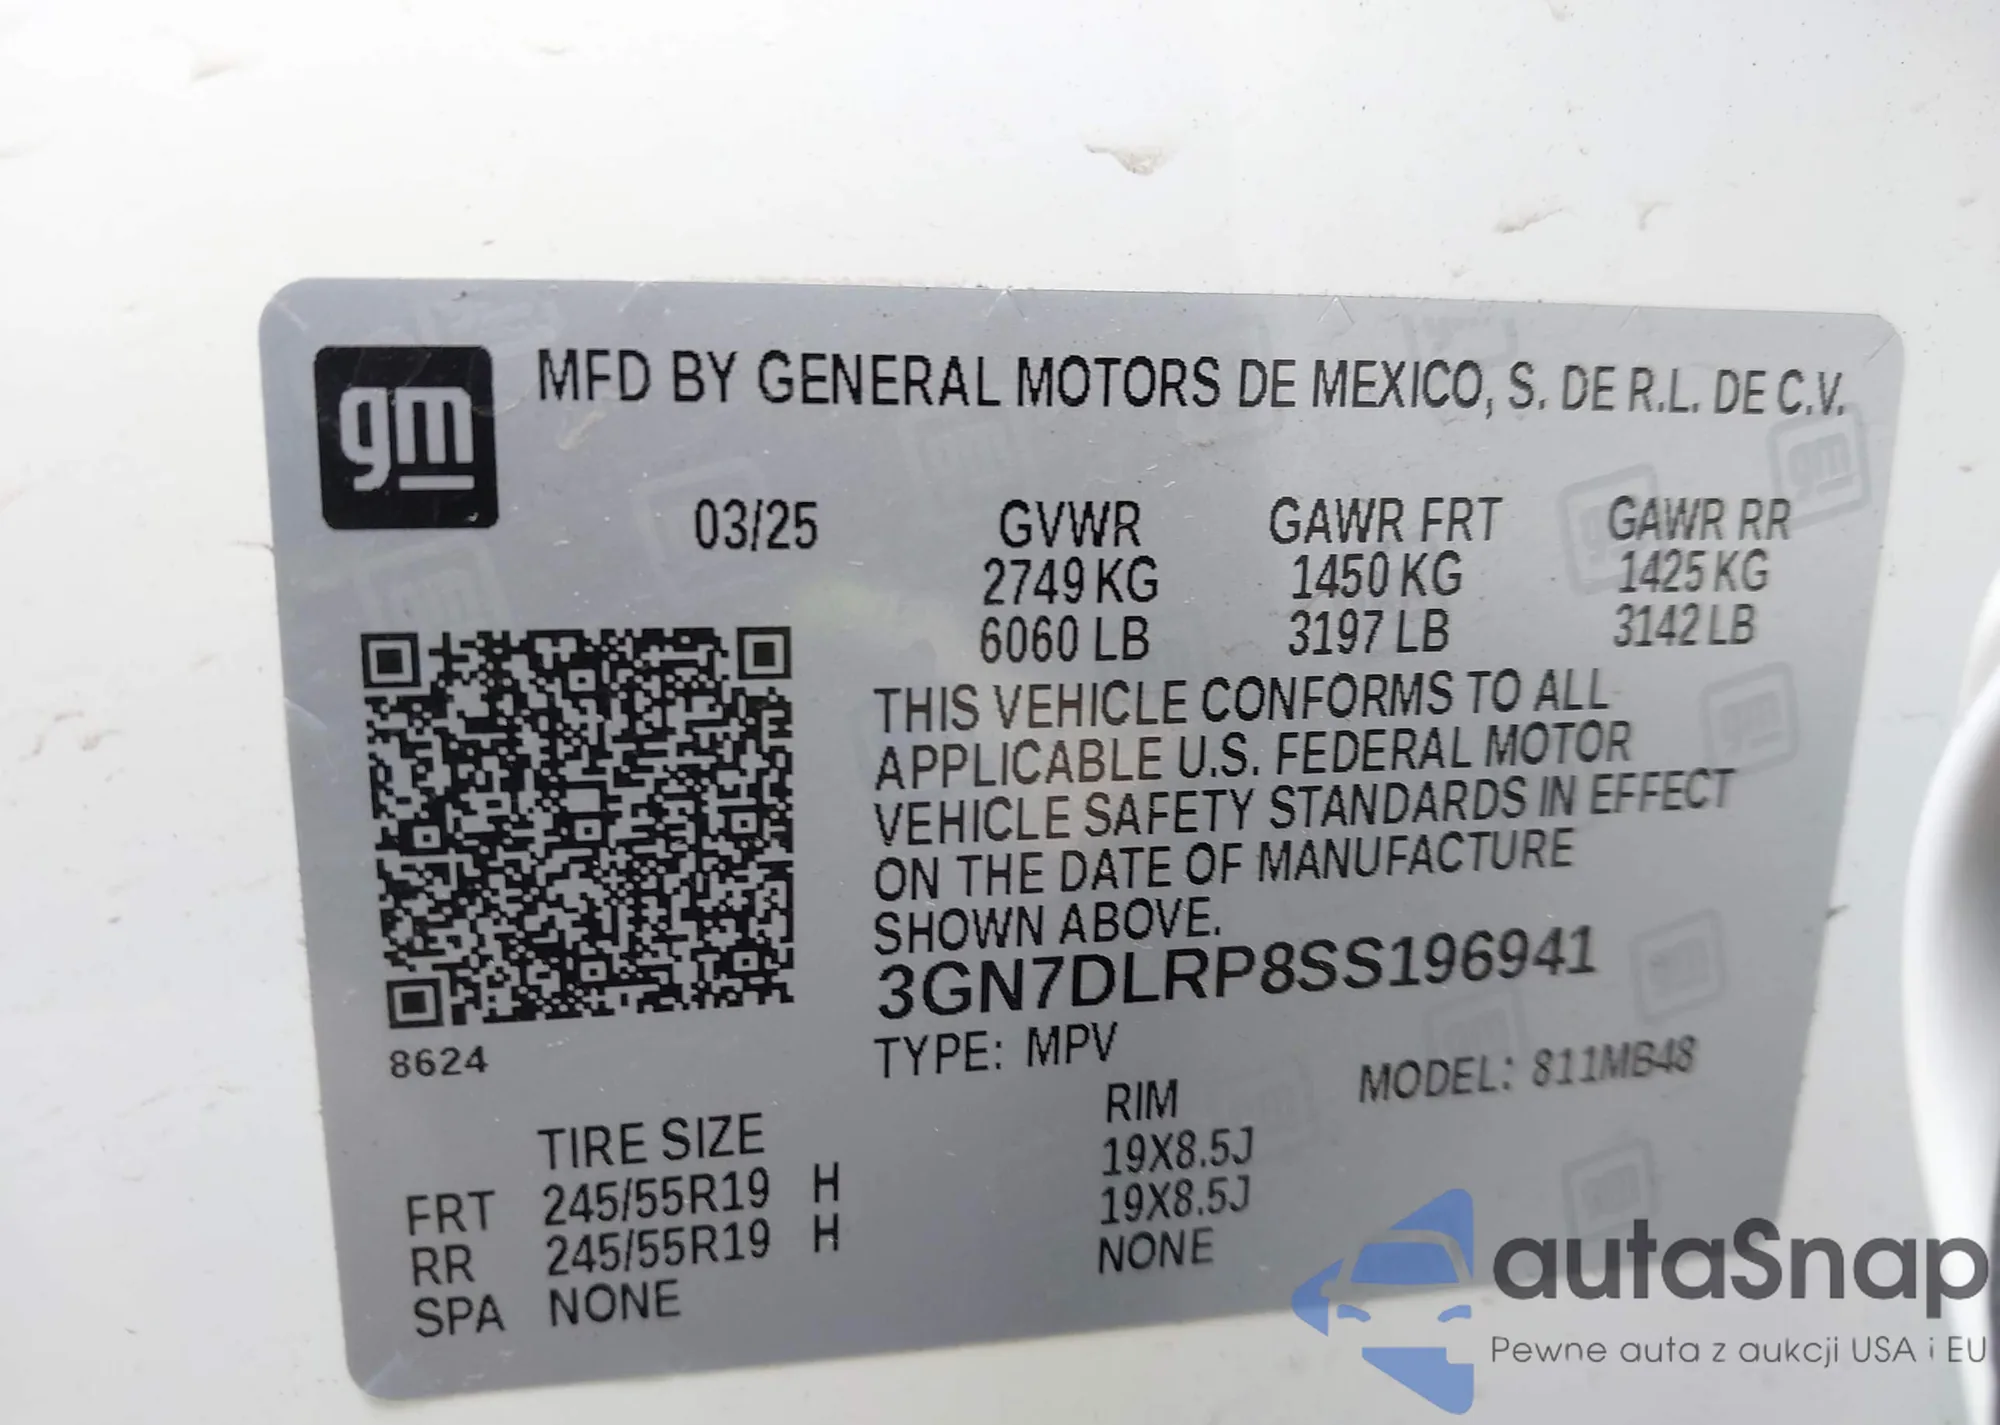 gm
MFD BY GENERAL MOTORS DE MEXICO, S. DE R.L. DE C.V.
03/25 GVWR GAWR FRT GAWR RR
2749 KG 1450 KG 1425 KG
6060 LB 3197 LB 3142 LB
THIS VEHICLE CONFORMS TO ALL
APPLICABLE U.S. FEDERAL MOTOR
VEHICLE SAFETY STANDARDS IN EFFECT
ON THE DATE OF MANUFACTURE
SHOWN ABOVE.
3GN7DLRP8SS196941
8624
TYPE: MPV MODEL: 811MB48
TIRE SIZE RIM
FRT 245/55R19 H 19X8.5J
RR 245/55R19 H 19X8.5J
SPA NONE NONE
autaSnap
Pewne auta z aukcji USA i EU